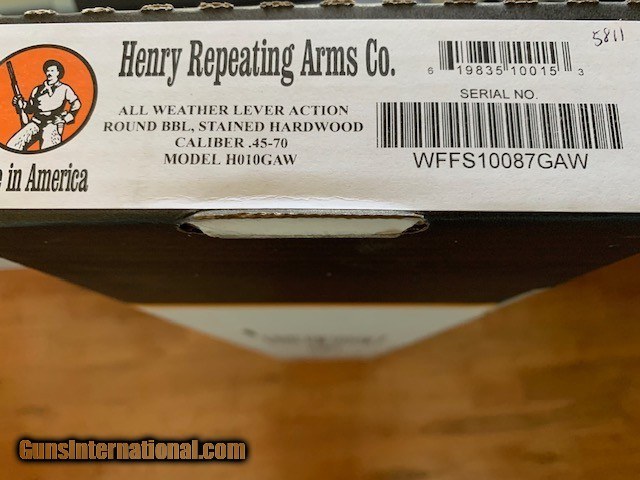 5811
Henry Repeating Arms Co.
6 19835 10015 3
SERIAL NO.
ALL WEATHER LEVER ACTION
ROUND BBL, STAINED HARDWOOD
CALIBER .45-70
MODEL H010GAW
WFFS10087GAW
e in America
GunsInternational.com